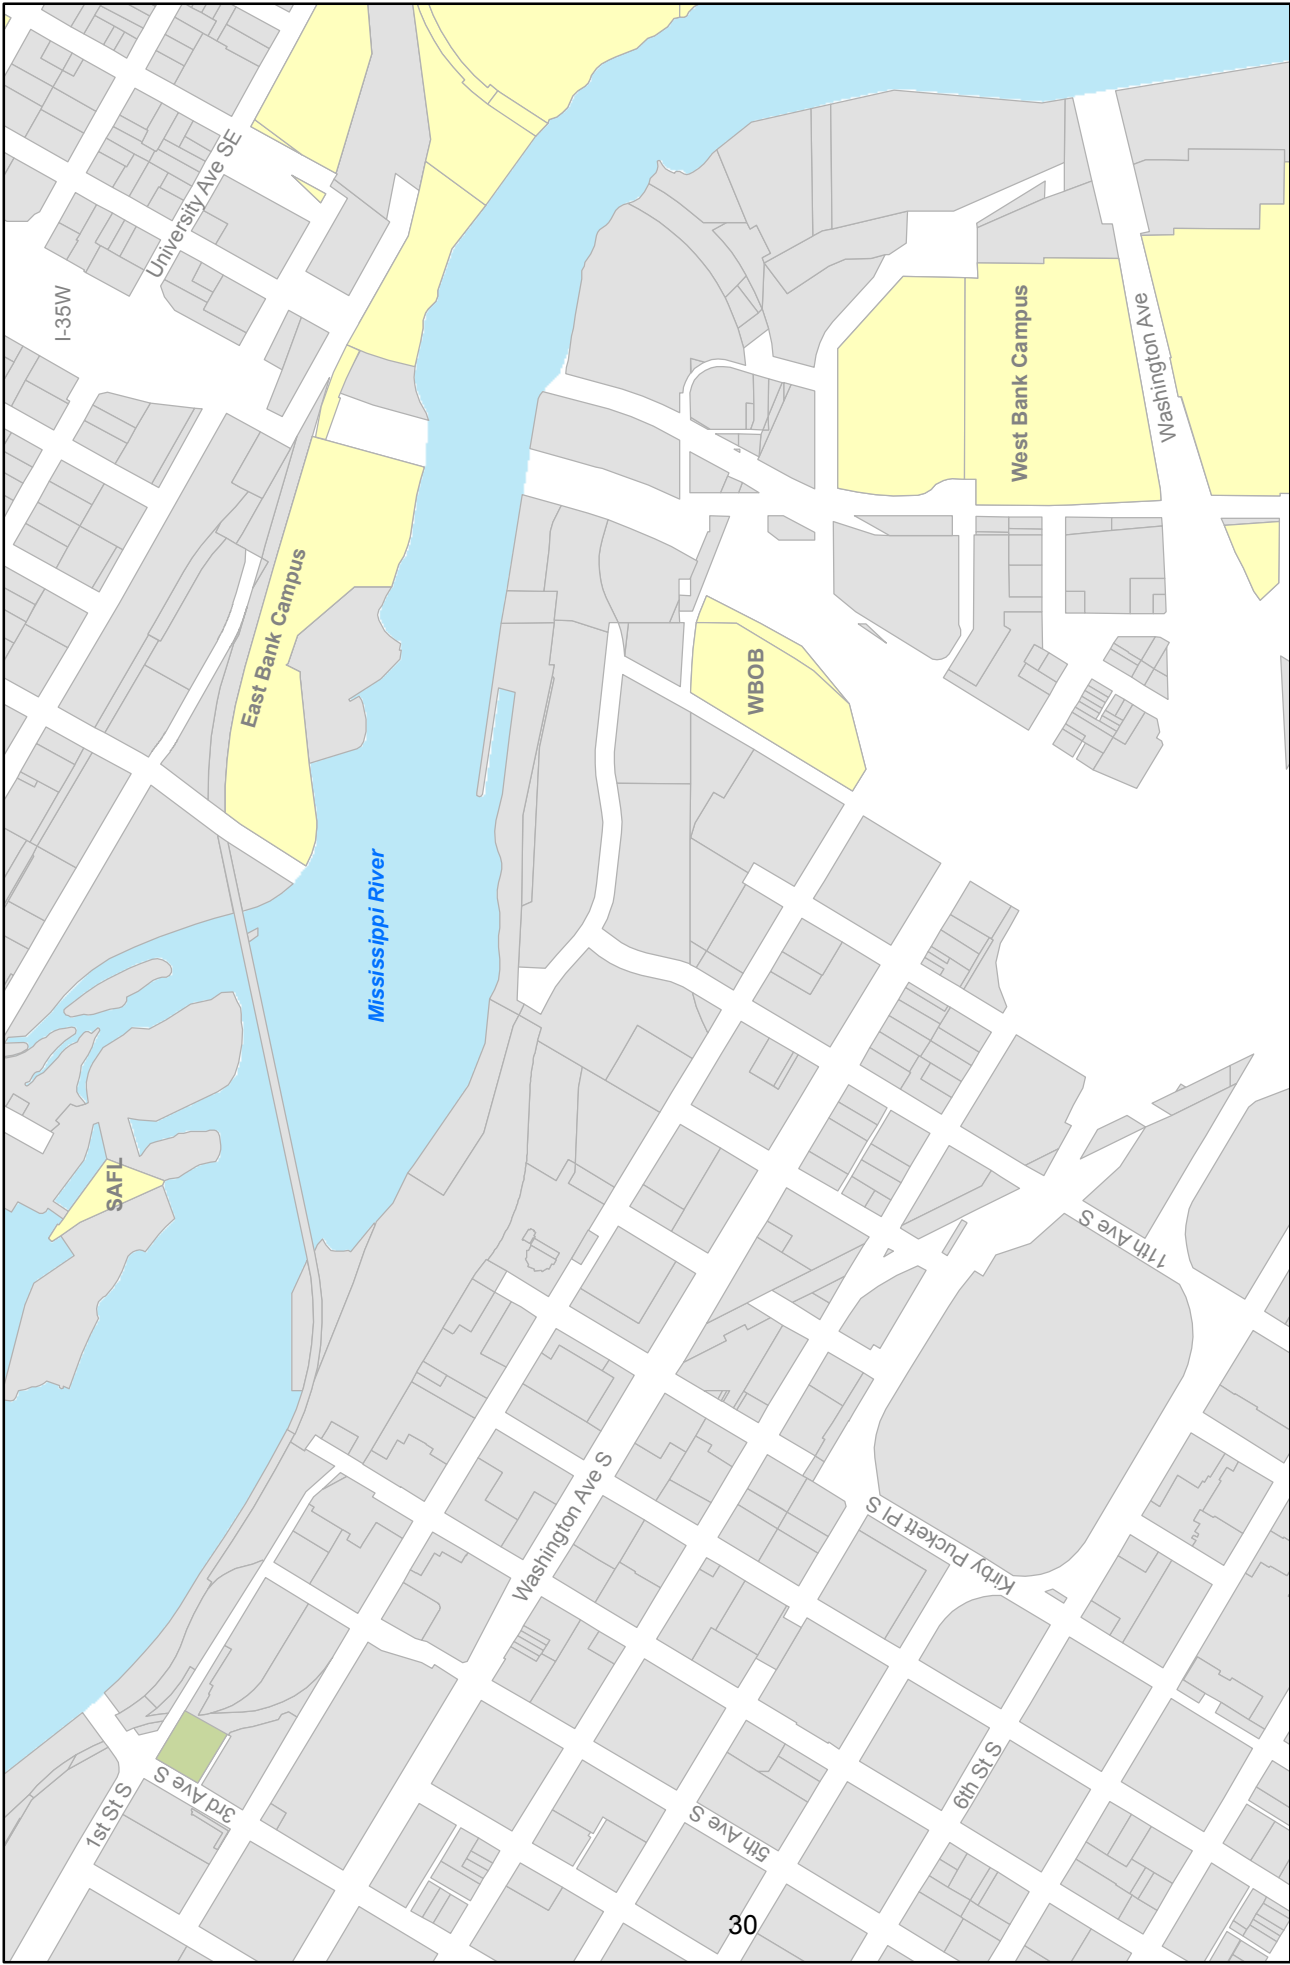 University Ave SE
I-35W
West Bank Campus
Washington Ave
East Bank Campus
WBOB
Mississippi River
SAFL
11th Ave S
Washington Ave S
Kirby Puckett Pl S
3rd Ave S
1st St S
6th St S
5th Ave S
30